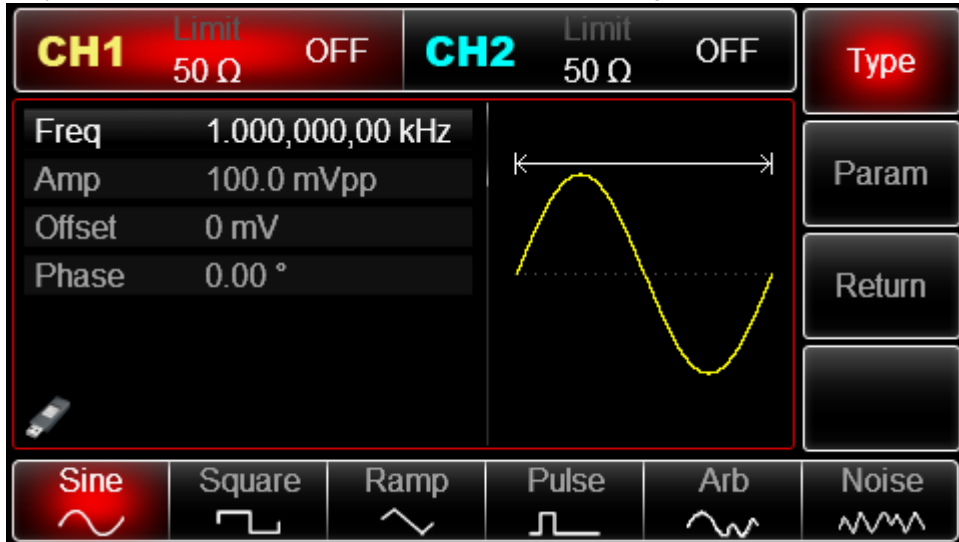 CH1 Limit 50 Ω OFF CH2 Limit 50 Ω OFF Type
Freq 1.000,000,00 kHz
Amp 100.0 mVpp
Offset 0 mV
Phase 0.00 °
Param
Return
Sine Square Ramp Pulse Arb Noise